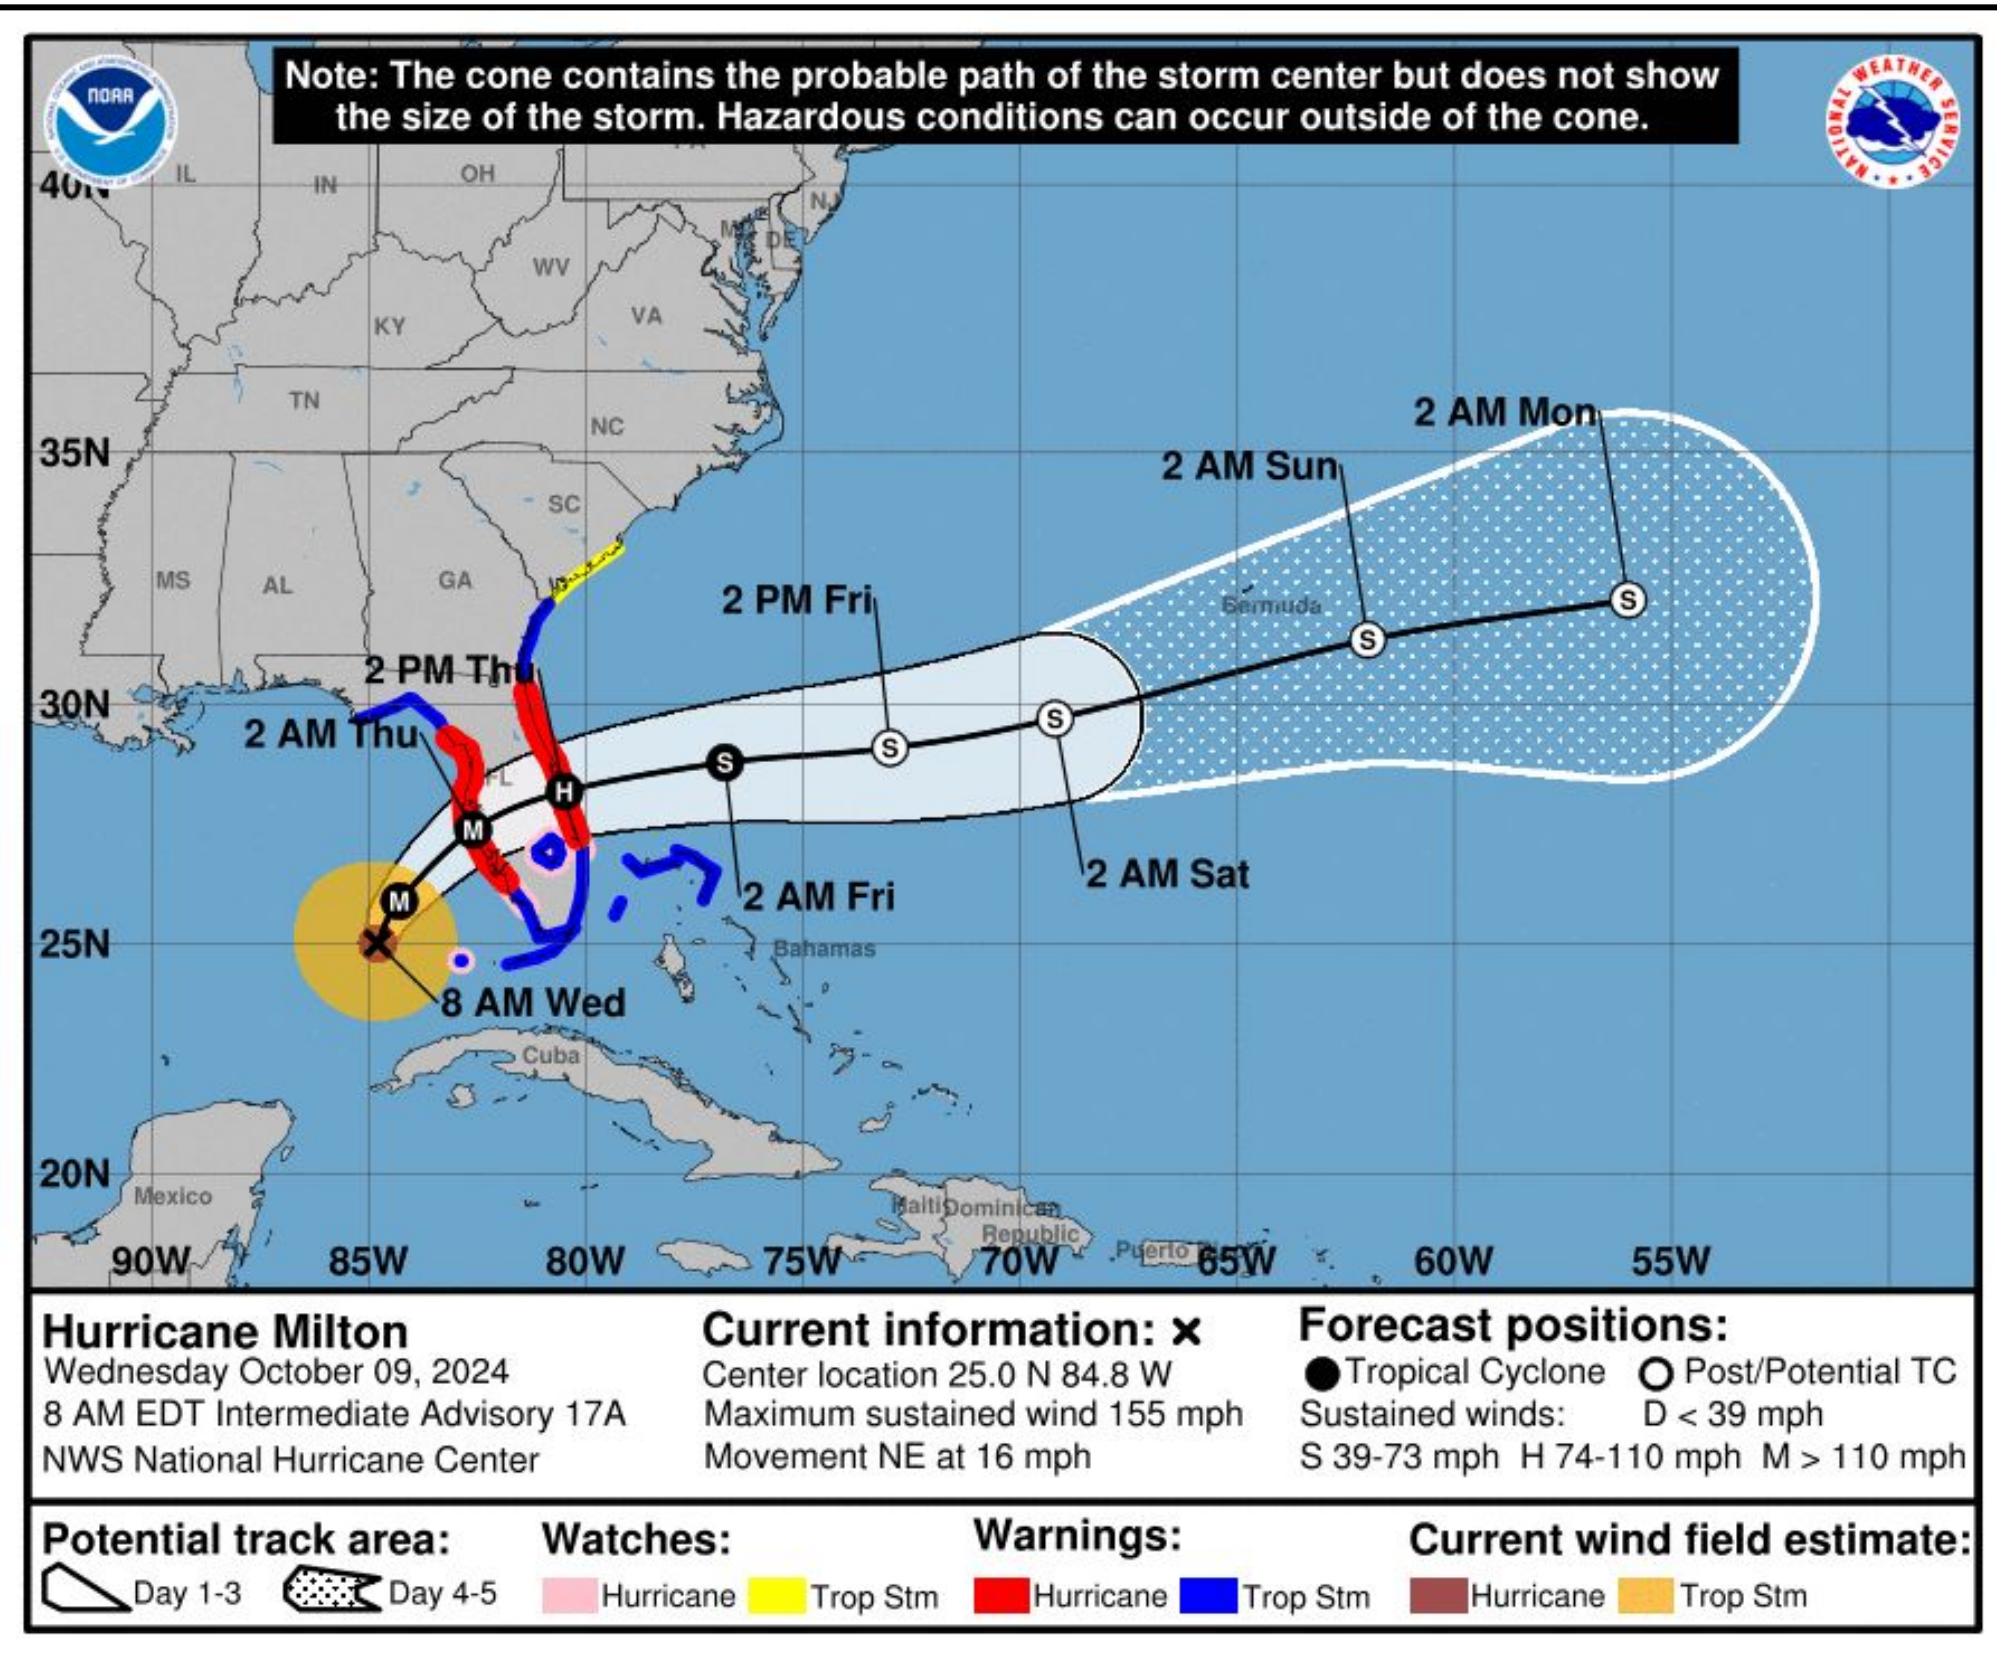 Note: The cone contains the probable path of the storm center but does not show
the size of the storm. Hazardous conditions can occur outside of the cone.
NOAA
NATIONAL WEATHER SERVICE
40N
IL
IN
OH
PA
NJ
DE
WV
VA
KY
TN
NC
35N
SC
MS
AL
GA
2 AM Mon
2 AM Sun
2 PM Fri
Bermuda
2 PM Thu
30N
2 AM Thu
FL
2 AM Sat
2 AM Fri
25N
Bahamas
8 AM Wed
Cuba
20N
Mexico
Haiti
Dominican
Republic
Puerto
90W
85W
80W
75W
70W
65W
60W
55W
Hurricane Milton
Wednesday October 09, 2024
8 AM EDT Intermediate Advisory 17A
NWS National Hurricane Center
Current information: x
Center location 25.0 N 84.8 W
Maximum sustained wind 155 mph
Movement NE at 16 mph
Forecast positions:
Tropical Cyclone Post/Potential TC
Sustained winds: D < 39 mph
S 39-73 mph H 74-110 mph M > 110 mph
Potential track area:
Day 1-3 Day 4-5
Watches:
Hurricane Trop Stm
Warnings:
Hurricane Trop Stm
Current wind field estimate:
Hurricane Trop Stm
M
M
H
S
S
S
S
S